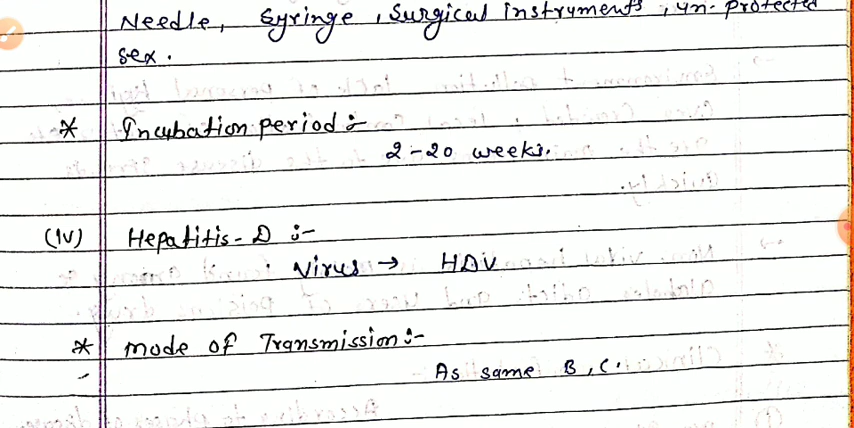 Needle, Syringe, Surgical instruments, un-protected
sex.
* Incubation period :-
2-20 weeks.
(iv) Hepatitis-D :-
Virus → HDV
* Mode of Transmission :-
As same B, C.